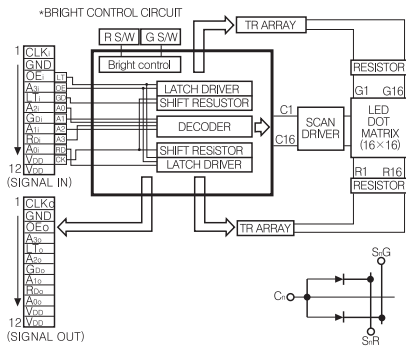 *BRIGHT CONTROL CIRCUIT
R S/W G S/W
Bright control
TR ARRAY
RESISTOR
G1 G16
1
CLKi
GND
OEi
A3i
LTi
A2i
GDi
A1i
RDi
A0i
VDD
12 VDD
(SIGNAL IN)
LT
OE
GD
A0
A1
A2
A3
RD
CK
LATCH DRIVER
SHIFT RESUSTOR
DECODER
SHIFT RESISTOR
LATCH DRIVER
C1
C16
SCAN
DRIVER
LED
DOT
MATRIX
(16×16)
R1 R16
RESISTOR
TR ARRAY
1
CLKo
GND
OEo
A3o
LTo
A2o
GDo
A1o
RDo
A0o
VDD
12 VDD
(SIGNAL OUT)
SnG
Cn
SnR